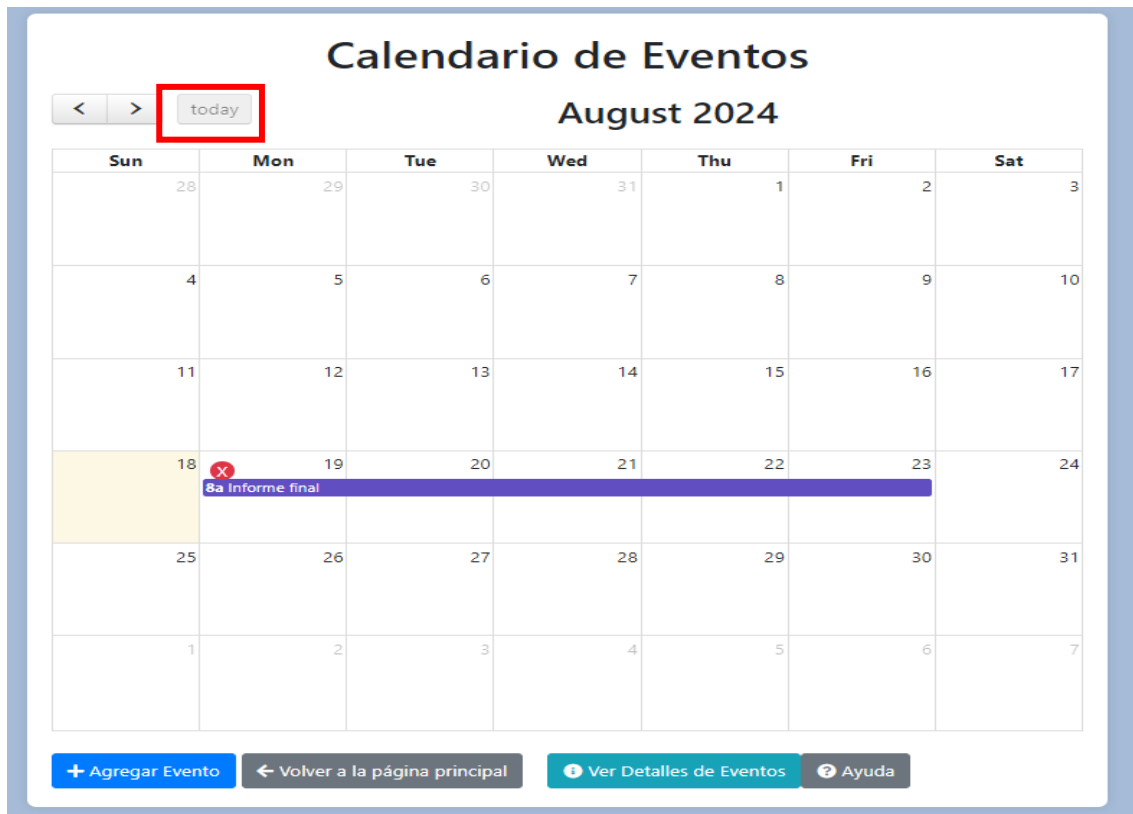 Calendario de Eventos
< > today August 2024
Sun Mon Tue Wed Thu Fri Sat
28 29 30 31 1 2 3
4 5 6 7 8 9 10
11 12 13 14 15 16 17
18 19 20 21 22 23 24
X
8a Informe final
25 26 27 28 29 30 31
1 2 3 4 5 6 7
+ Agregar Evento ← Volver a la página principal Ver Detalles de Eventos Ayuda